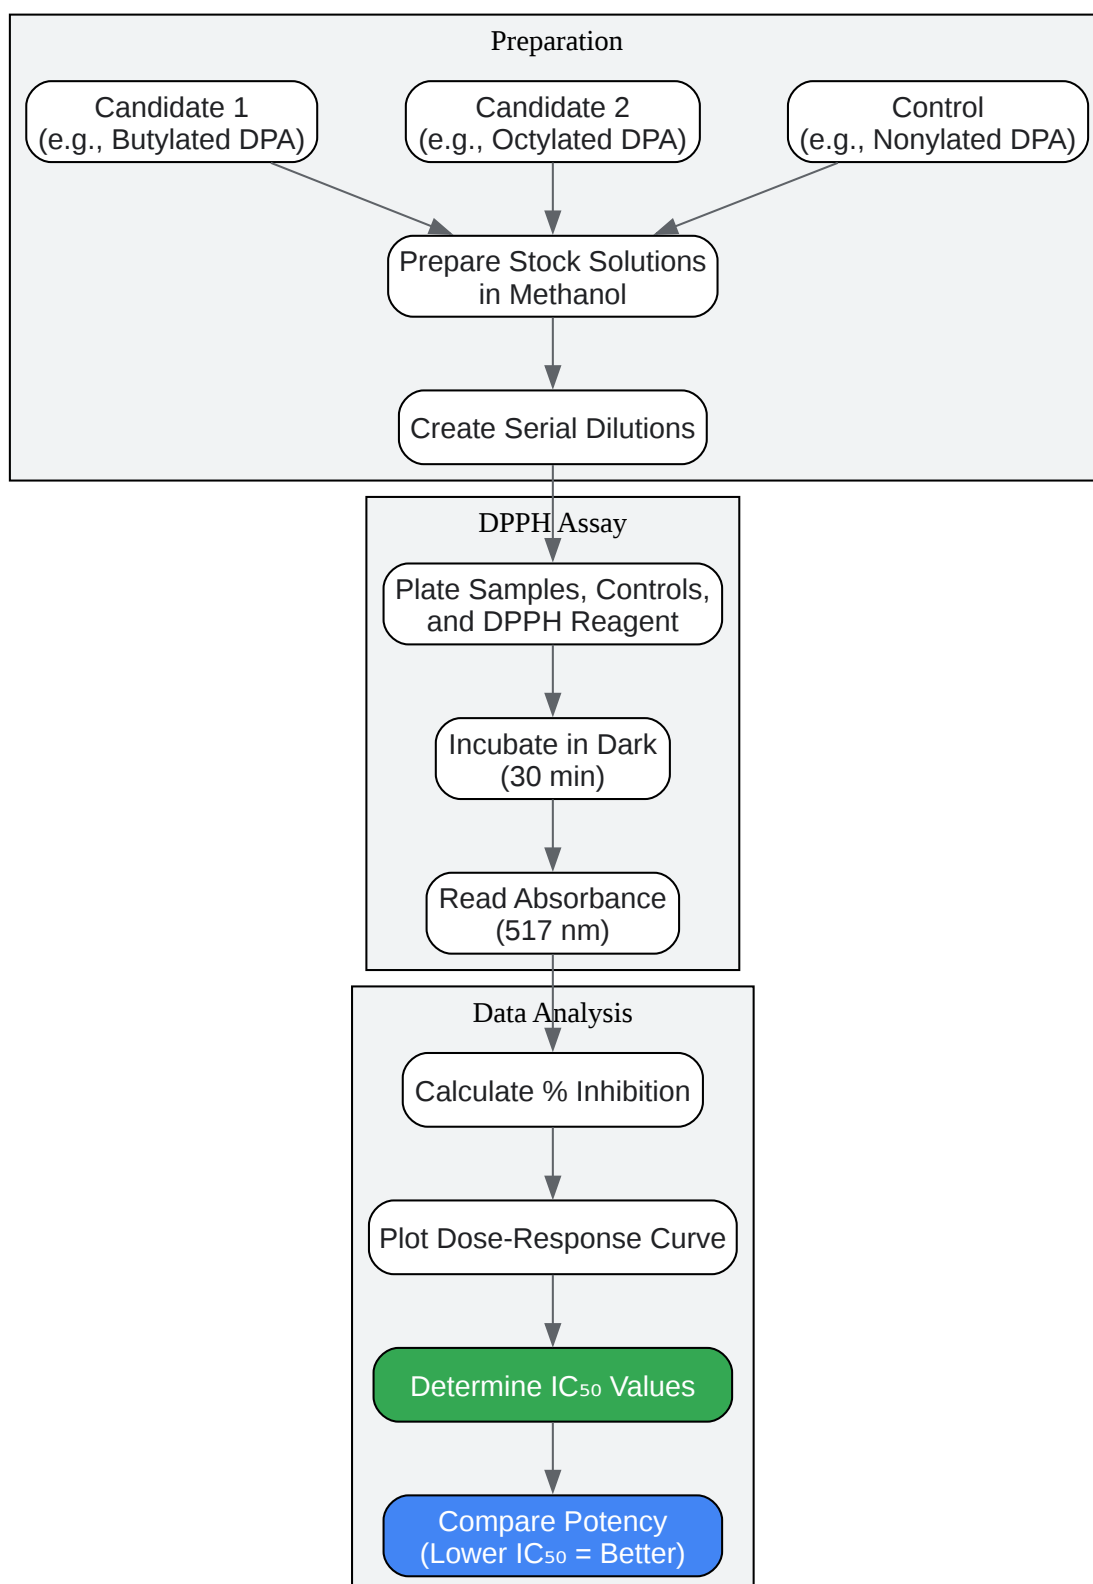 Preparation
Candidate 1
(e.g., Butylated DPA)
Candidate 2
(e.g., Octylated DPA)
Control
(e.g., Nonylated DPA)
Prepare Stock Solutions
in Methanol
Create Serial Dilutions
DPPH Assay
Plate Samples, Controls,
and DPPH Reagent
Incubate in Dark
(30 min)
Read Absorbance
(517 nm)
Data Analysis
Calculate % Inhibition
Plot Dose-Response Curve
Determine IC₅₀ Values
Compare Potency
(Lower IC₅₀ = Better)